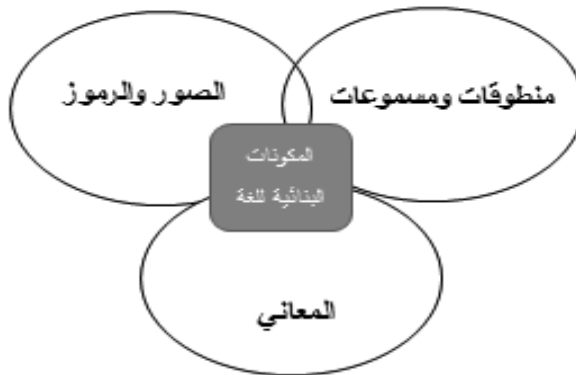 منطوقات ومسموعات
الصور والرموز
المكونات
البنائية للغة
المعاني